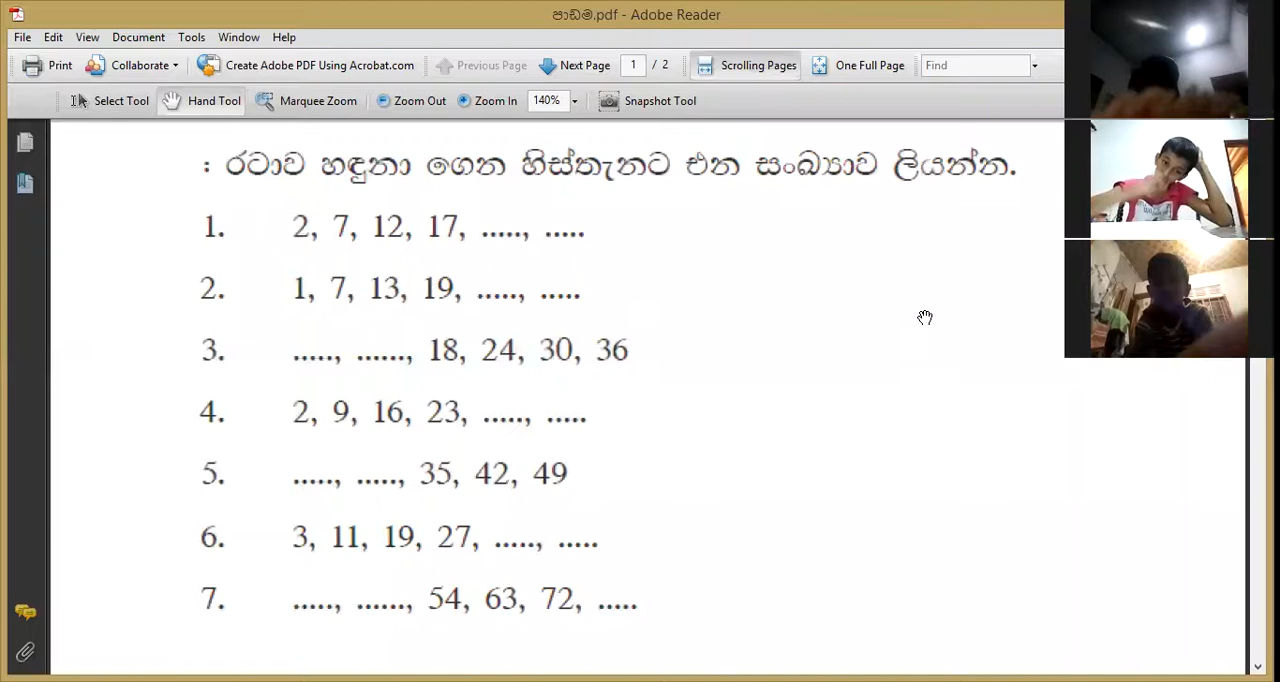 පාඩම.pdf - Adobe Reader
File Edit View Document Tools Window Help
Print Collaborate Create Adobe PDF Using Acrobat.com Previous Page Next Page 1 / 2 Scrolling Pages One Full Page Find
Select Tool Hand Tool Marquee Zoom Zoom Out Zoom In 140% Snapshot Tool
: රටාව හඳුනා ගෙන හිස්තැනට එන සංඛ්‍යාව ලියන්න.
1. 2, 7, 12, 17, ....., .....
2. 1, 7, 13, 19, ....., .....
3. ....., ......, 18, 24, 30, 36
4. 2, 9, 16, 23, ....., .....
5. ....., ....., 35, 42, 49
6. 3, 11, 19, 27, ....., .....
7. ....., ......, 54, 63, 72, .....